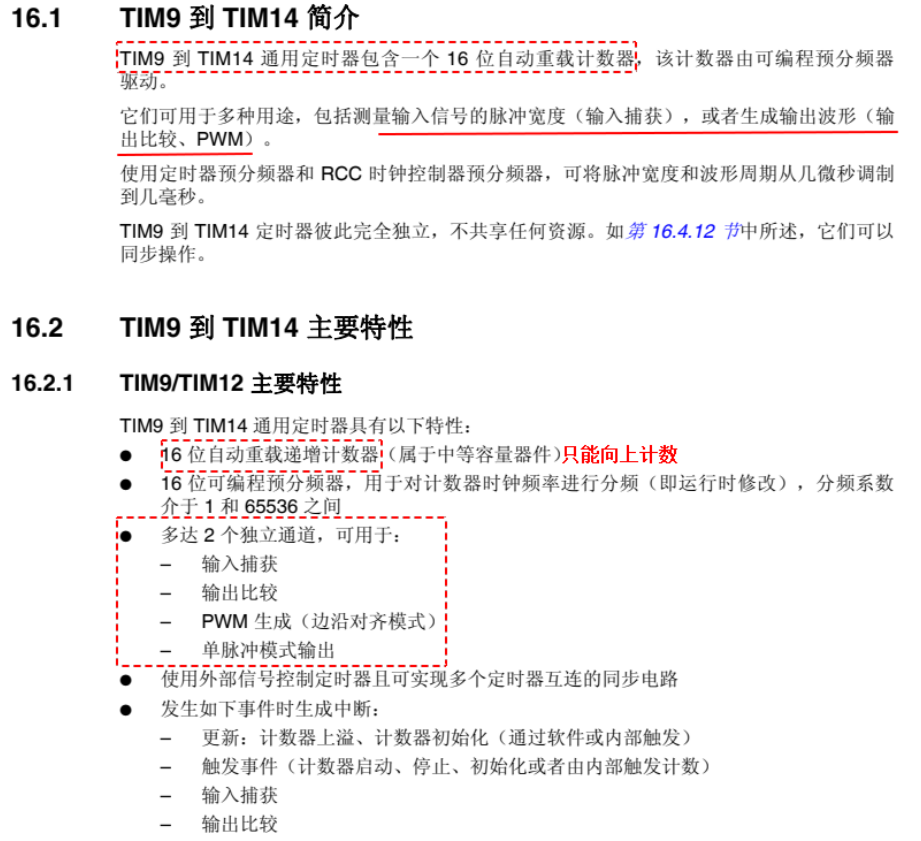 16.1 TIM9 到 TIM14 简介
TIM9 到 TIM14 通用定时器包含一个 16 位自动重载计数器，该计数器由可编程预分频器
驱动。
它们可用于多种用途，包括测量输入信号的脉冲宽度（输入捕获），或者生成输出波形（输
出比较、PWM）。
使用定时器预分频器和 RCC 时钟控制器预分频器，可将脉冲宽度和波形周期从几微秒调制
到几毫秒。
TIM9 到 TIM14 定时器彼此完全独立，不共享任何资源。如第 16.4.12 节中所述，它们可以
同步操作。
16.2 TIM9 到 TIM14 主要特性
16.2.1 TIM9/TIM12 主要特性
TIM9 到 TIM14 通用定时器具有以下特性：
● 16 位自动重载递增计数器（属于中等容量器件）只能向上计数
● 16 位可编程预分频器，用于对计数器时钟频率进行分频（即运行时修改），分频系数
介于 1 和 65536 之间
● 多达 2 个独立通道，可用于：
– 输入捕获
– 输出比较
– PWM 生成（边沿对齐模式）
– 单脉冲模式输出
● 使用外部信号控制定时器且可实现多个定时器互连的同步电路
● 发生如下事件时生成中断：
– 更新：计数器上溢、计数器初始化（通过软件或内部触发）
– 触发事件（计数器启动、停止、初始化或者由内部触发计数）
– 输入捕获
– 输出比较